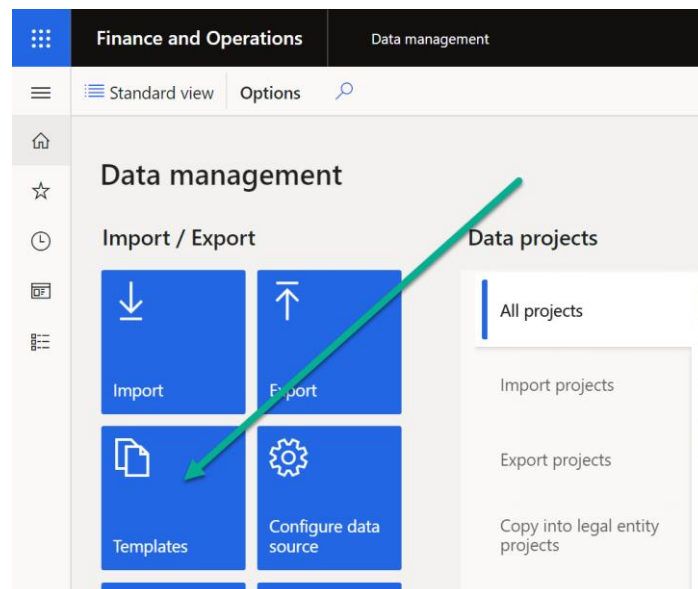 Finance and Operations
Data management
Standard view
Options
Data management
Import / Export
Data projects
Import
Export
Templates
Configure data
source
All projects
Import projects
Export projects
Copy into legal entity
projects